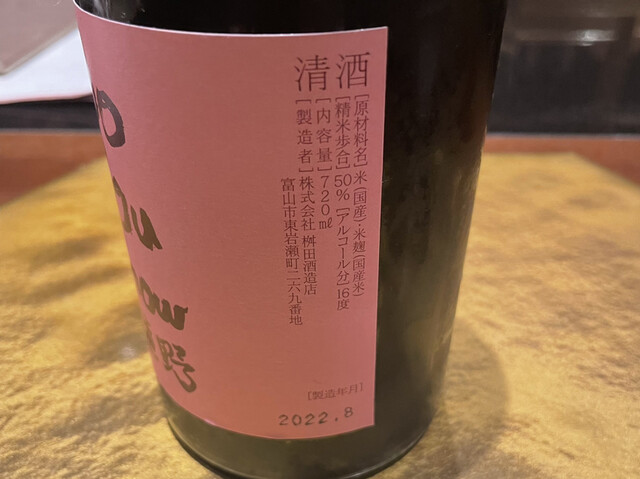 清酒
[原材料名]米(国産)・米麹(国産米)
[精米歩合]50% [アルコール分]16度
[内容量]720㎖
[製造者]株式会社 桝田酒造店
富山市東岩瀬町二六九番地
[製造年月]
2022.8
ow
野